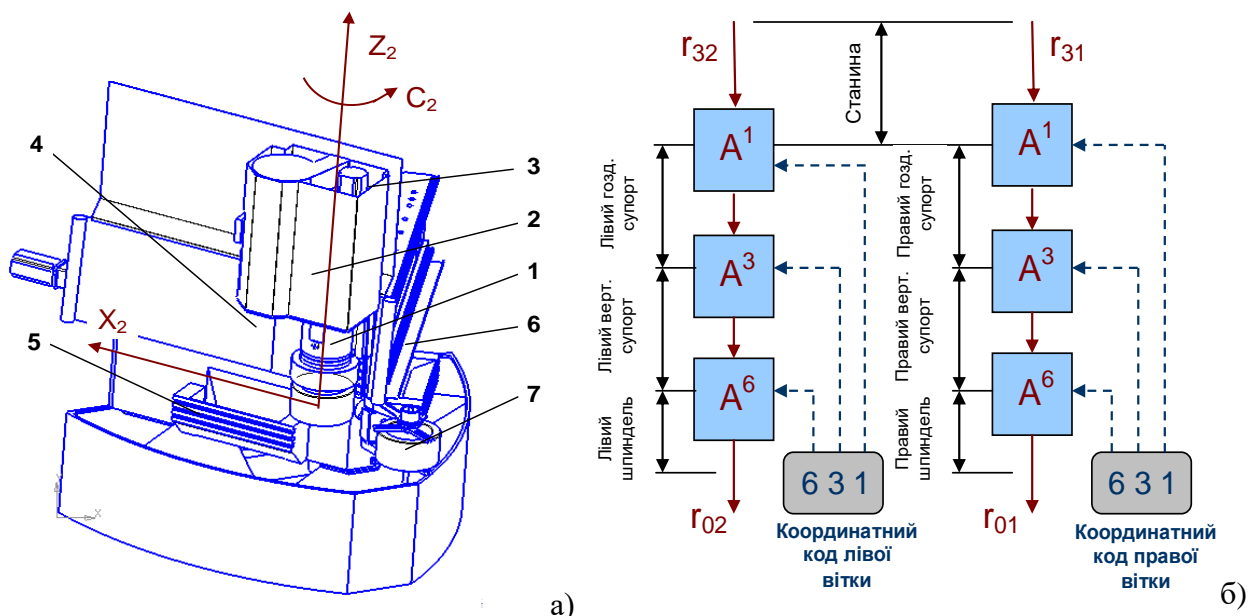 Z2
C2
4
3
2
1
X2
5
6
7
X
а)
r32
r31
Станина
A1
A1
Лівий гозд.
супорт
Правий гозд.
супорт
A3
A3
Лівий верт.
супорт
Правий верт.
супорт
A6
A6
Лівий
шпиндель
Правий
шпиндель
6 3 1
6 3 1
r02
r01
Координатний
код лівої
вітки
Координатний
код правої
вітки
б)